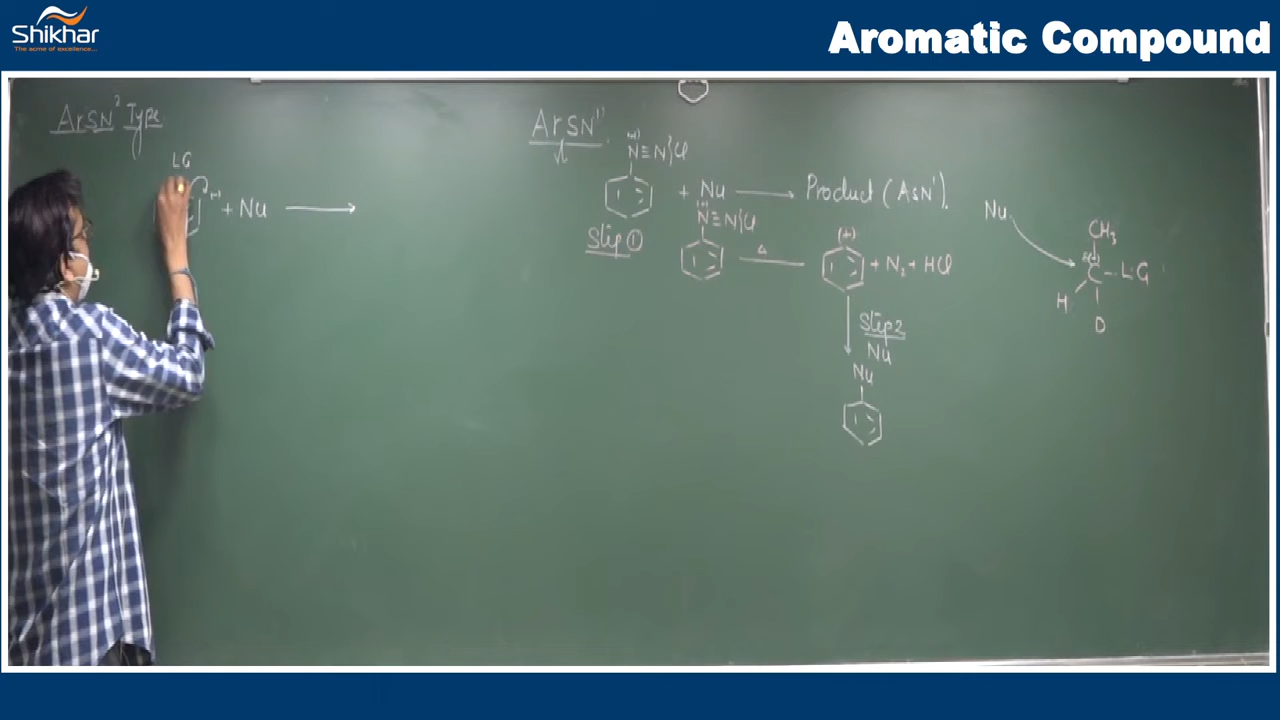 Shikhar
The acme of excellence...
Aromatic Compound
ArSN² Type
LG
(-) + Nu
ArSN¹
(+)
N≡N}Cl
+ Nu → Product (ArSN¹).
Step ①
(+)
N≡N}Cl
Δ
(+)
+ N₂ + HCl
Step 2
Nu
Nu
Nu
CH₃
C - LG
H
D